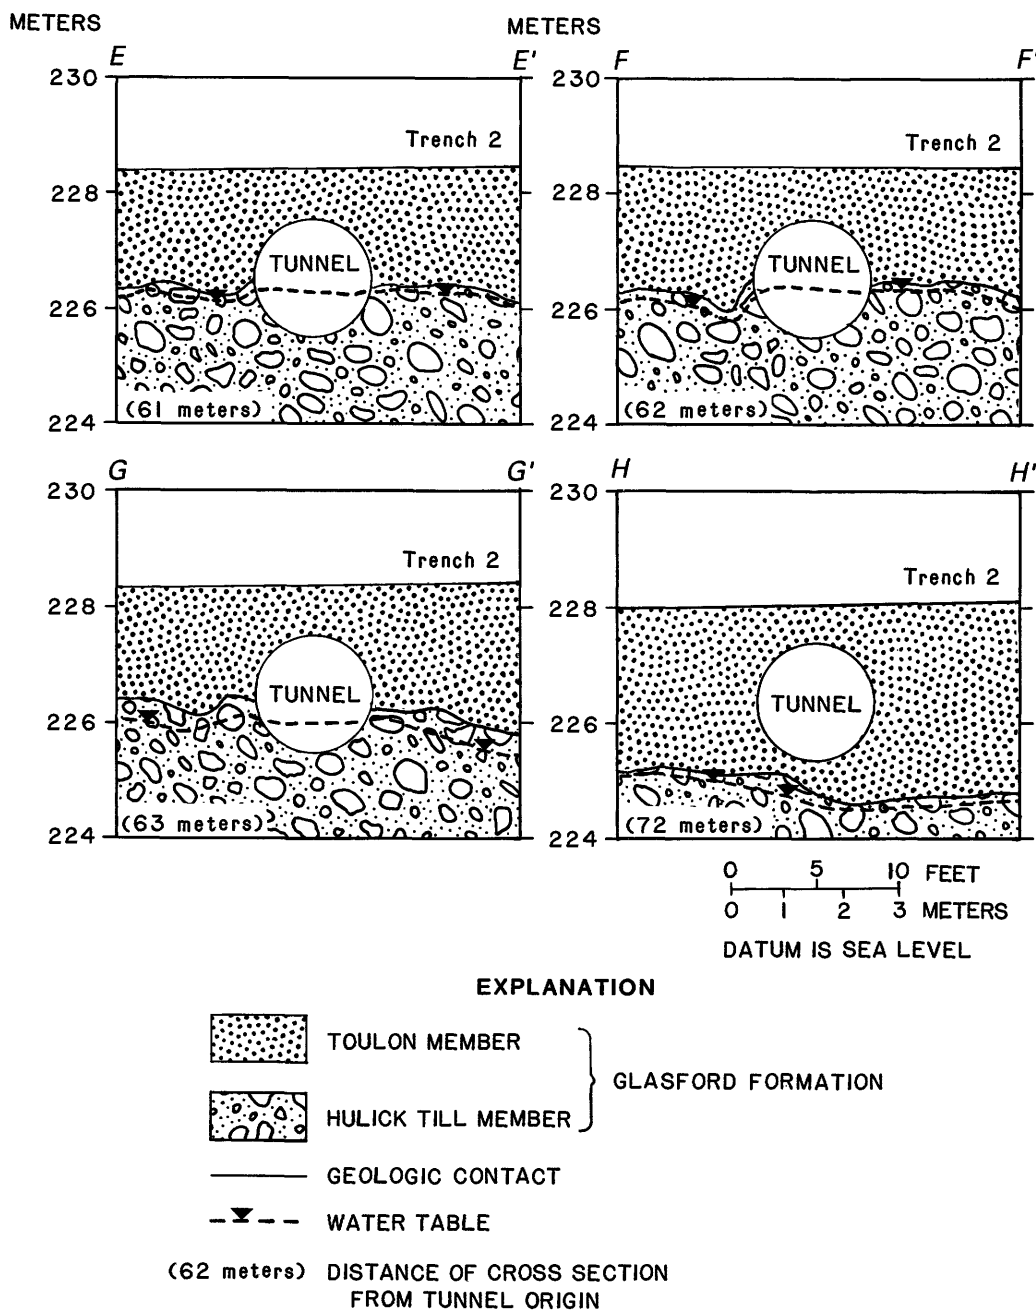 METERS
METERS
E E'
230
Trench 2
228
TUNNEL
226
(61 meters)
224
F F'
230
Trench 2
228
TUNNEL
226
(62 meters)
224
G G'
230
Trench 2
228
TUNNEL
226
(63 meters)
224
H H'
230
Trench 2
228
TUNNEL
226
(72 meters)
224
0 5 10 FEET
0 1 2 3 METERS
DATUM IS SEA LEVEL
EXPLANATION
TOULON MEMBER
GLASFORD FORMATION
HULICK TILL MEMBER
GEOLOGIC CONTACT
WATER TABLE
(62 meters) DISTANCE OF CROSS SECTION
FROM TUNNEL ORIGIN